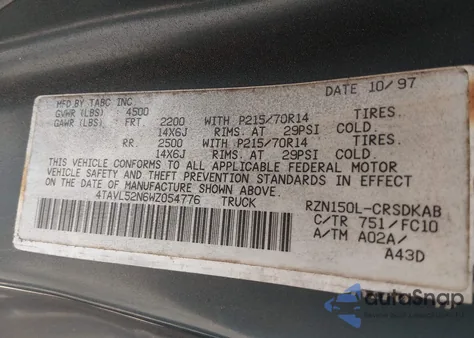 MFD BY TABC INC DATE 10/97
GVWR (LBS) 4500
GAWR (LBS) FRT. 2200 WITH P215/70R14 TIRES.
14X6J RIMS. AT 29PSI COLD.
RR. 2500 WITH P215/70R14 TIRES.
14X6J RIMS. AT 29PSI COLD.
THIS VEHICLE CONFORMS TO ALL APPLICABLE FEDERAL MOTOR
VEHICLE SAFETY AND THEFT PREVENTION STANDARDS IN EFFECT ON
THE DATE OF MANUFACTURE SHOWN ABOVE.
4TAVL52N6WZ054776 TRUCK RZN150L-CRSDKAB
C/TR 751/FC10
A/TM A02A/
A43D
AutoSnap